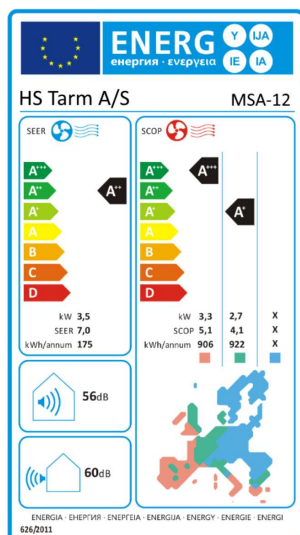 ENERG
енергия · ενεργεια
Y IJA
IE IA
HS Tarm A/S
MSA-12
SEER
SCOP
A+++
A++
A+
A
B
C
D
A++
A+++
A++
A+
A
B
C
D
A+++
A+
kW 3,5
SEER 7,0
kWh/annum 175
kW 3,3 2,7 X
SCOP 5,1 4,1 X
kWh/annum 906 922 X
56dB
60dB
ENERGIA · ЕНЕРГИЯ · ΕΝΕΡΓΕΙΑ · ENERGIJA · ENERGY · ENERGIE · ENERGI
626/2011